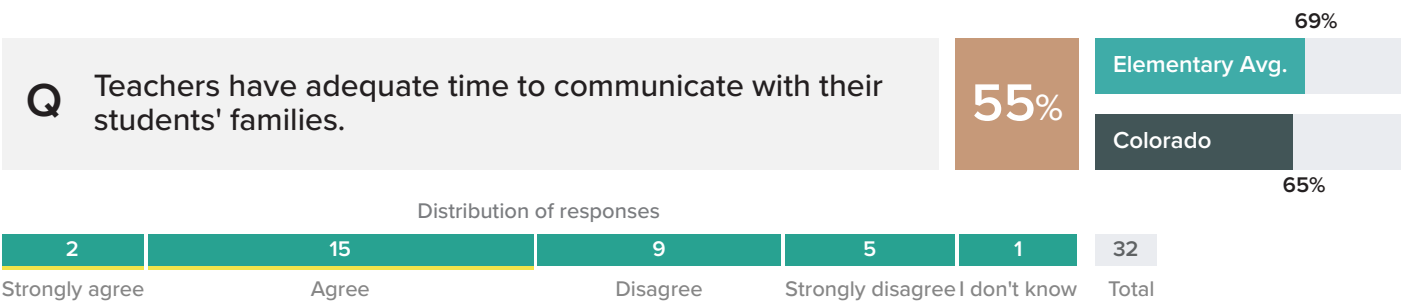 69%
Q
Teachers have adequate time to communicate with their
students' families.
55%
Elementary Avg.
Colorado
65%
Distribution of responses
2 15 9 5 1 32
Strongly agree Agree Disagree Strongly disagree I don't know Total